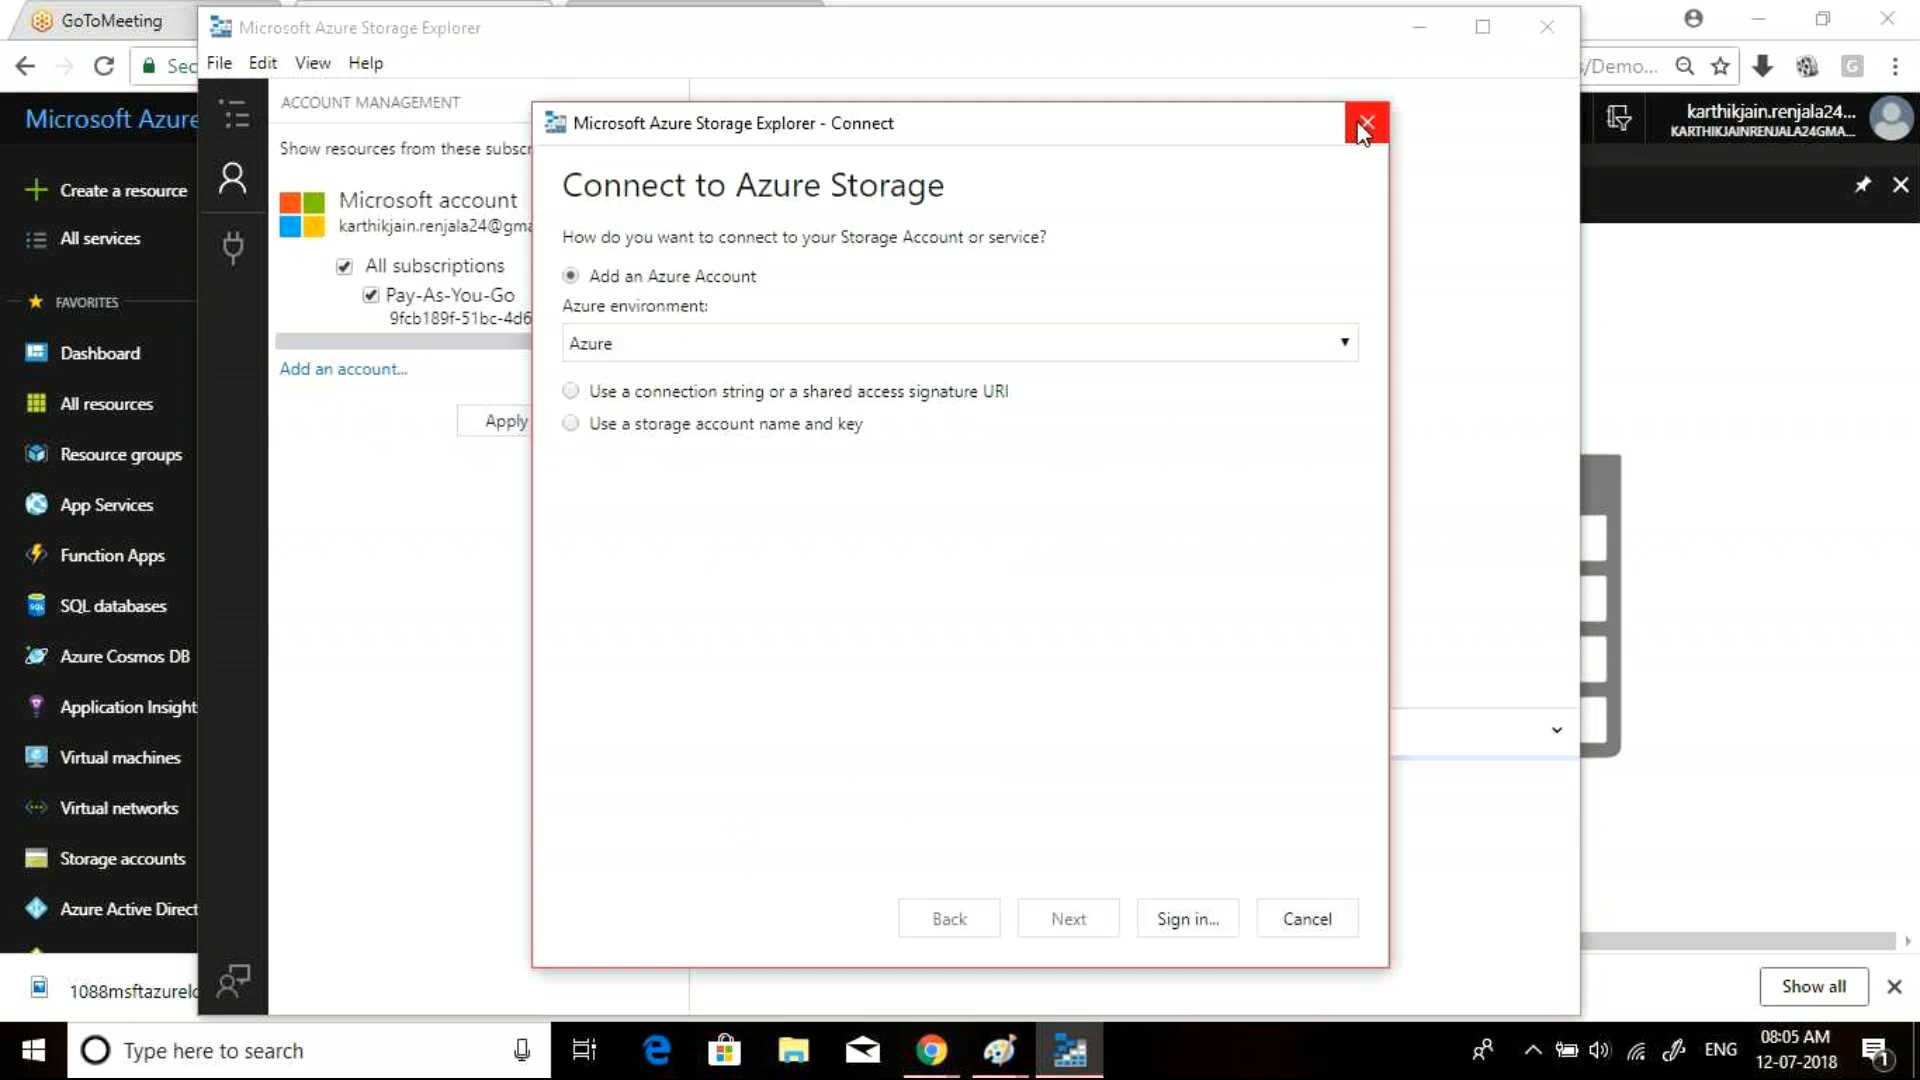 GoToMeeting
Microsoft Azure Storage Explorer
File Edit View Help
Sec
/Demo...
G
Microsoft Azure
karthikjain.renjala24...
KARTHIKJAINRENJALA24GMA...
ACCOUNT MANAGEMENT
Show resources from these subscr
Microsoft account
karthikjain.renjala24@gma
All subscriptions
Pay-As-You-Go
9fcb189f-51bc-4d6
Add an account...
Apply
Create a resource
All services
FAVORITES
Dashboard
All resources
Resource groups
App Services
Function Apps
SQL databases
Azure Cosmos DB
Application Insight
Virtual machines
Virtual networks
Storage accounts
Azure Active Direct
Microsoft Azure Storage Explorer - Connect
Connect to Azure Storage
How do you want to connect to your Storage Account or service?
Add an Azure Account
Azure environment:
Azure
Use a connection string or a shared access signature URI
Use a storage account name and key
Back Next Sign in... Cancel
1088msftazurelo
Show all
Type here to search
ENG
08:05 AM
12-07-2018
1